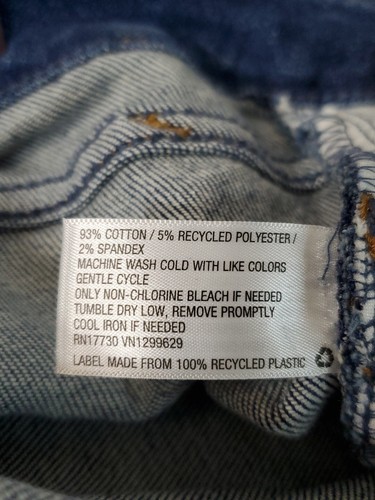 93% COTTON / 5% RECYCLED POLYESTER /
2% SPANDEX
MACHINE WASH COLD WITH LIKE COLORS
GENTLE CYCLE
ONLY NON-CHLORINE BLEACH IF NEEDED
TUMBLE DRY LOW, REMOVE PROMPTLY
COOL IRON IF NEEDED
RN17730 VN1299629
LABEL MADE FROM 100% RECYCLED PLASTIC